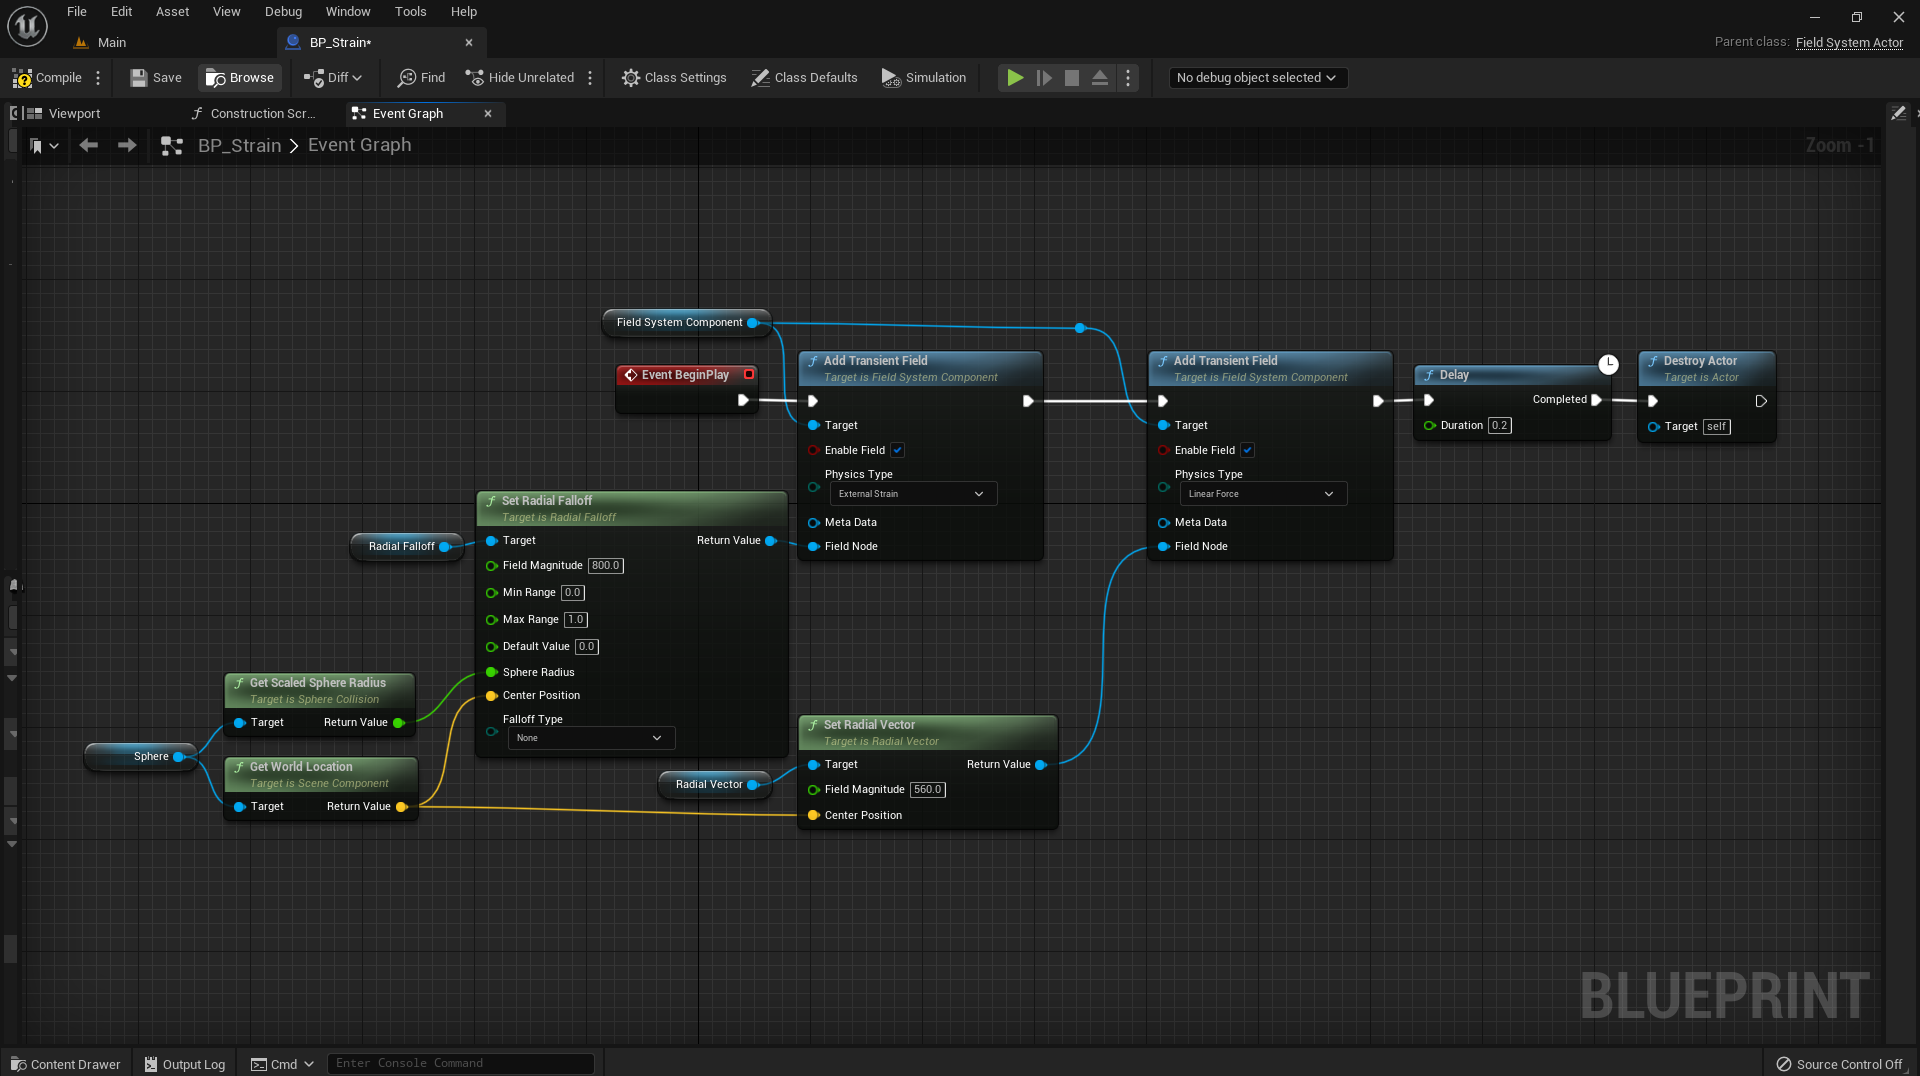 File Edit Asset View Debug Window Tools Help
Main
BP_Strain*
Parent class: Field System Actor
Compile Save Browse Diff Find Hide Unrelated Class Settings Class Defaults Simulation No debug object selected
Viewport Construction Scr... Event Graph
BP_Strain > Event Graph
Zoom -1
Field System Component
Event BeginPlay
Add Transient Field
Target is Field System Component
Target
Enable Field
Physics Type
External Strain
Meta Data
Field Node
Add Transient Field
Target is Field System Component
Target
Enable Field
Physics Type
Linear Force
Meta Data
Field Node
Delay
Completed
Duration 0.2
Destroy Actor
Target is Actor
Target self
Radial Falloff
Set Radial Falloff
Target is Radial Falloff
Target Return Value
Field Magnitude 800.0
Min Range 0.0
Max Range 1.0
Default Value 0.0
Sphere Radius
Center Position
Falloff Type
None
Sphere
Get Scaled Sphere Radius
Target is Sphere Collision
Target Return Value
Get World Location
Target is Scene Component
Target Return Value
Radial Vector
Set Radial Vector
Target is Radial Vector
Target Return Value
Field Magnitude 560.0
Center Position
BLUEPRINT
Content Drawer Output Log Cmd Enter Console Command Source Control Off